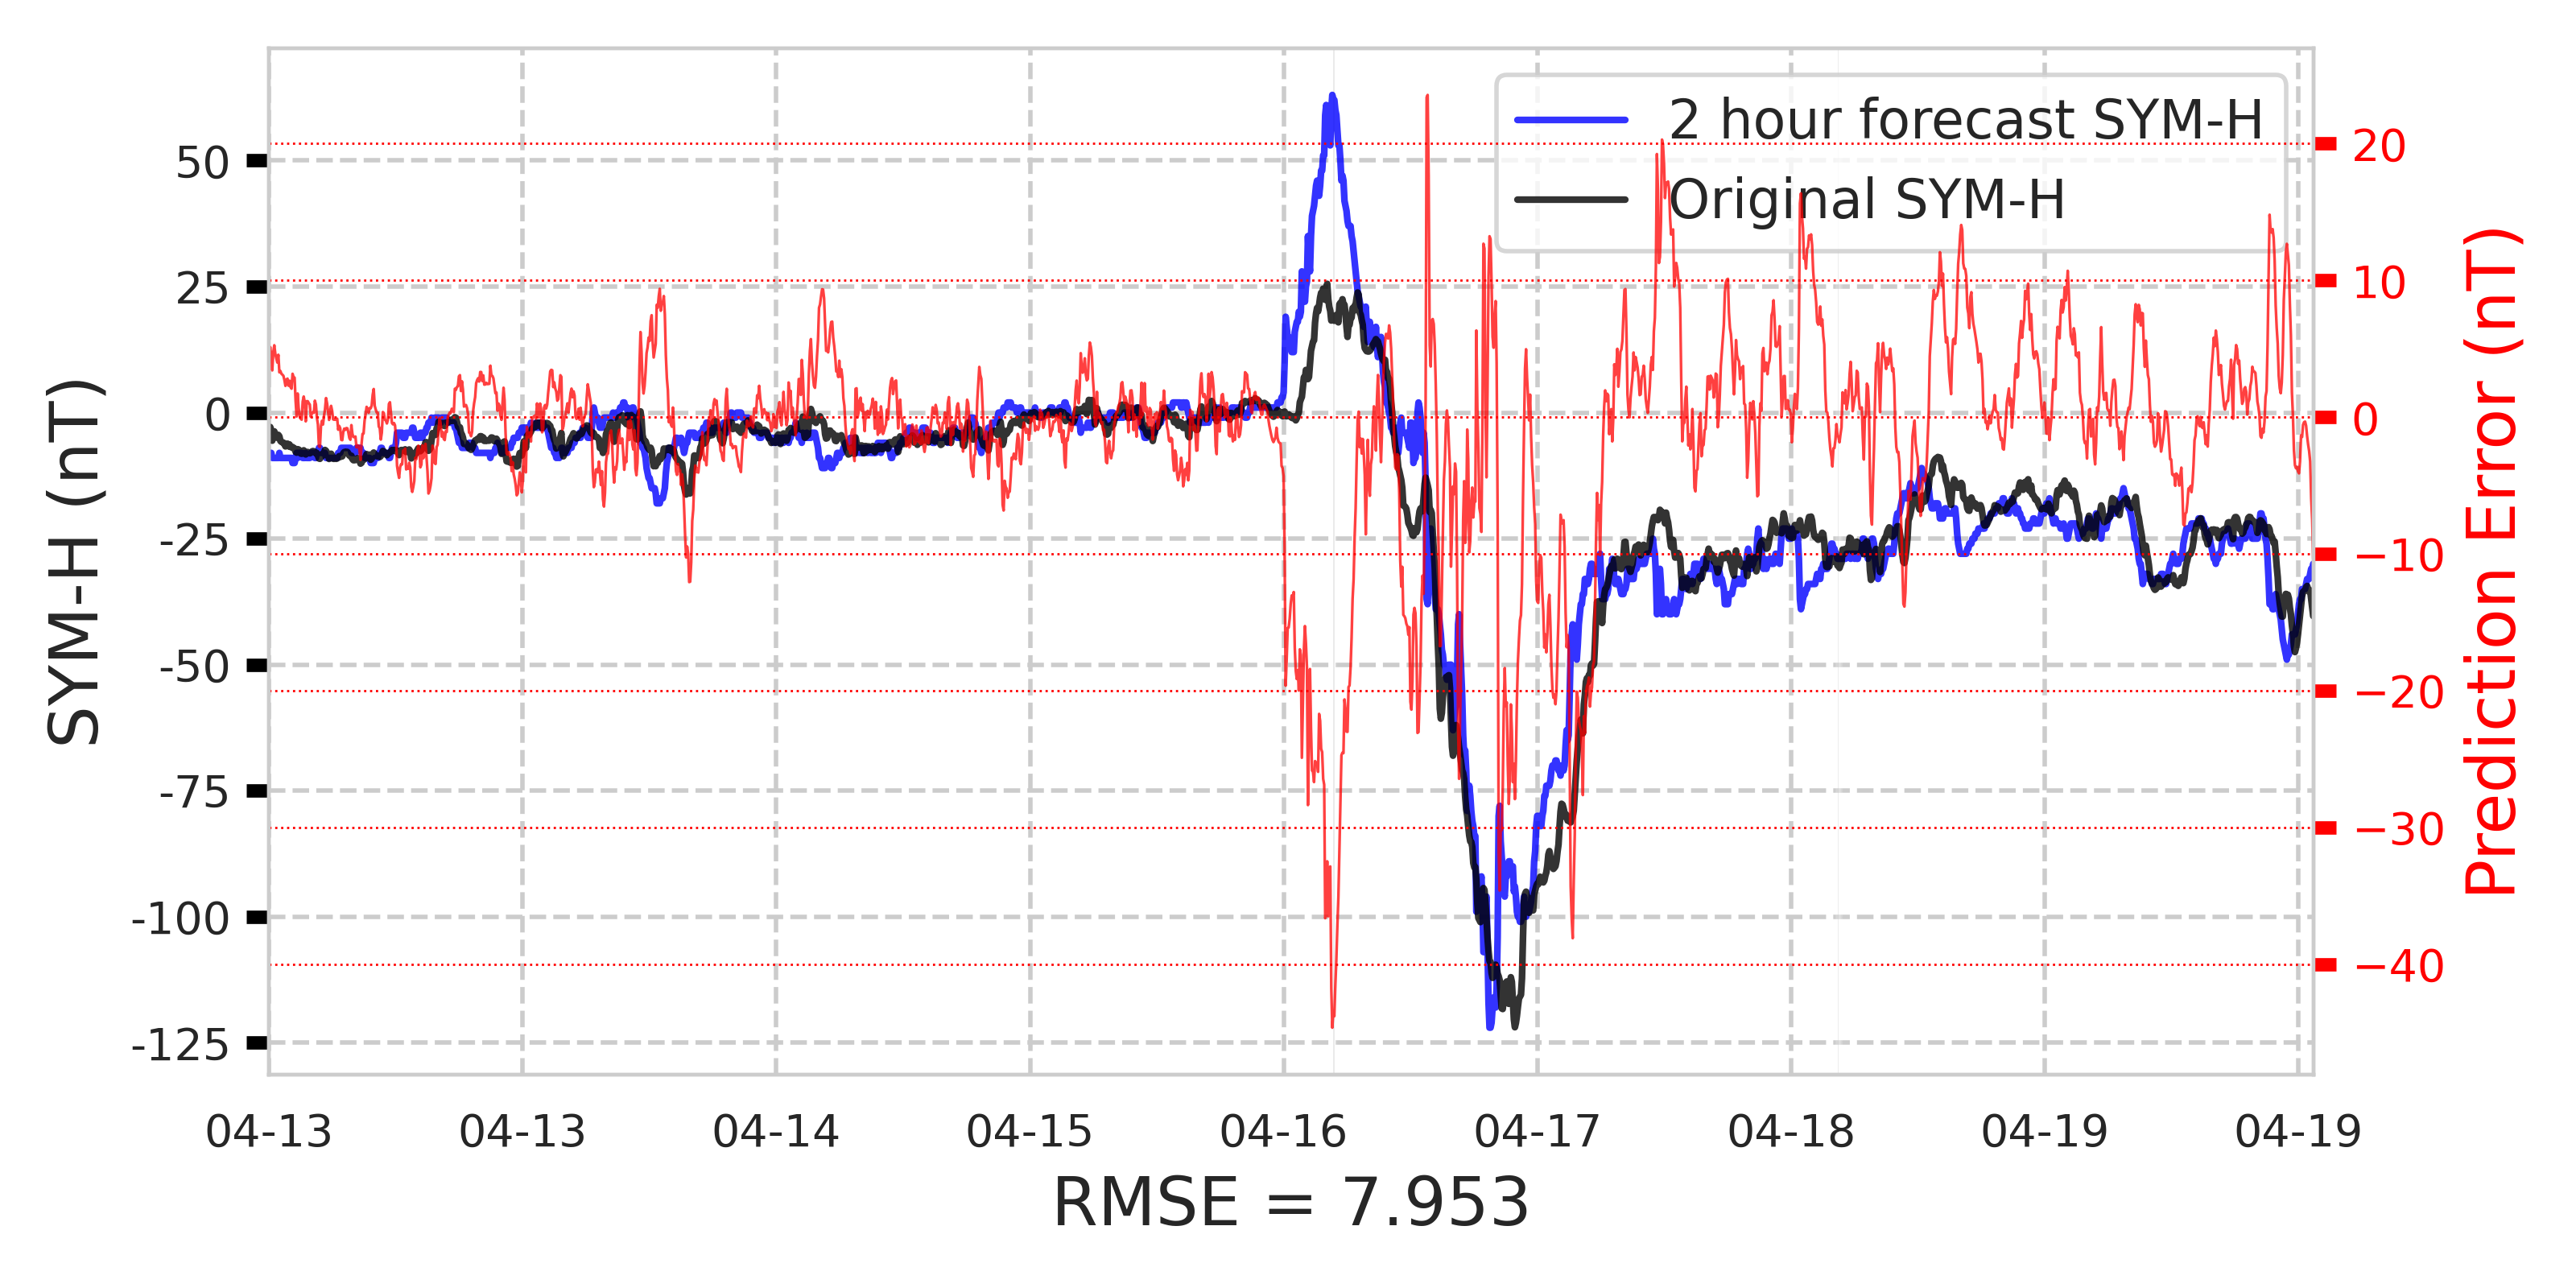 2 hour forecast SYM-H
Original SYM-H
SYM-H (nT)
50
25
0
-25
-50
-75
-100
-125
20
10
0
−10
−20
−30
−40
Prediction Error (nT)
04-13 04-13 04-14 04-15 04-16 04-17 04-18 04-19 04-19
RMSE = 7.953